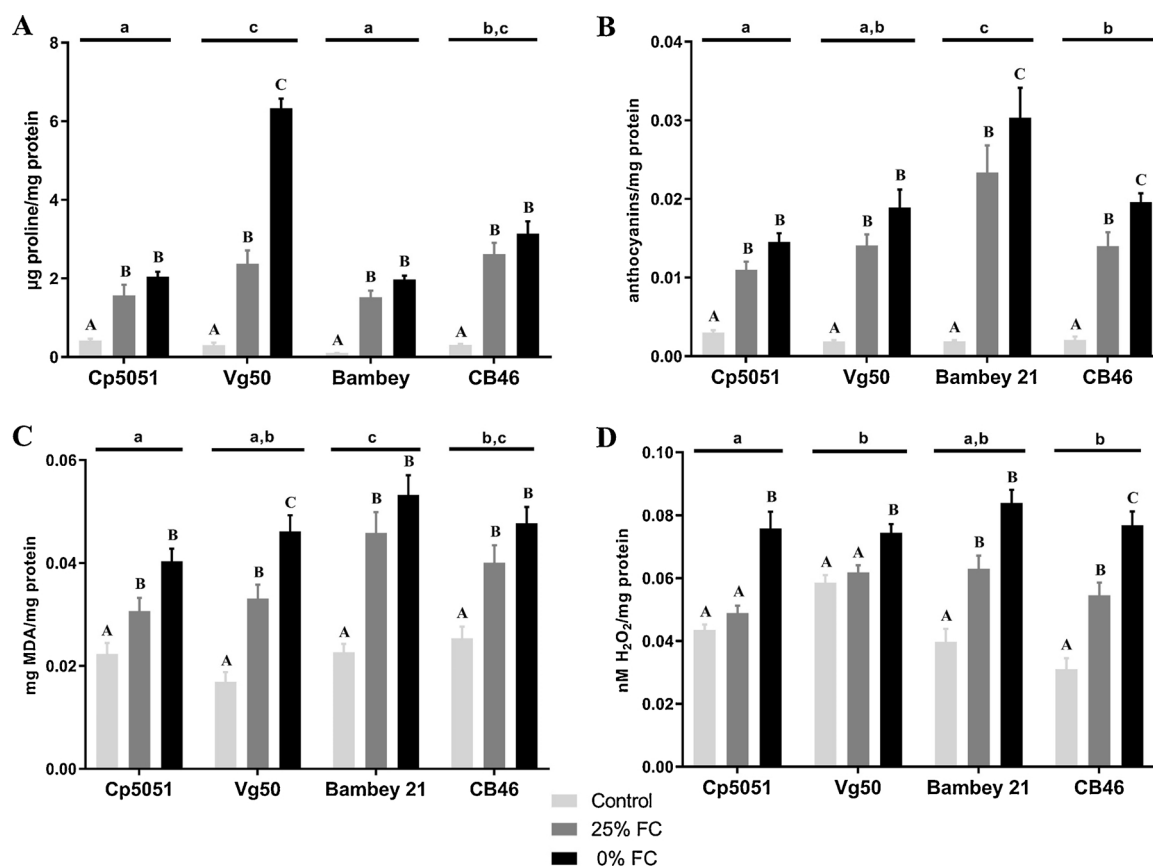 A
a c a b,c
µg proline/mg protein
8
6
4
2
0
A B B A B C A B B A B B
Cp5051 Vg50 Bambey CB46
B
a a,b c b
anthocyanins/mg protein
0.04
0.03
0.02
0.01
0.00
A B B A B B A B C A B C
Cp5051 Vg50 Bambey 21 CB46
C
a a,b c b,c
mg MDA/mg protein
0.06
0.04
0.02
0.00
A B B A B C A B B A B B
Cp5051 Vg50 Bambey 21 CB46
D
a b a,b b
nM H₂O₂/mg protein
0.10
0.08
0.06
0.04
0.02
0.00
A A B A A B A B B A B C
Cp5051 Vg50 Bambey 21 CB46
Control
25% FC
0% FC